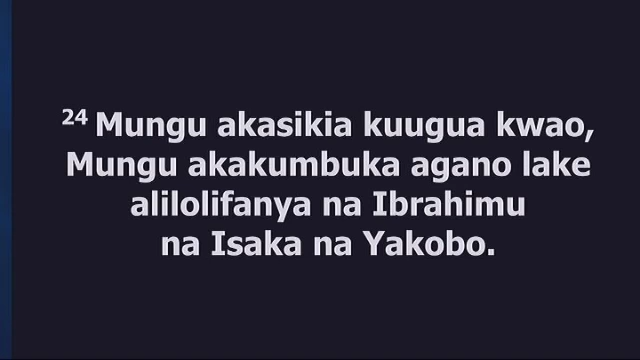 24 Mungu akasikia kuugua kwao,
Mungu akakumbuka agano lake
alilolifanya na Ibrahimu
na Isaka na Yakobo.